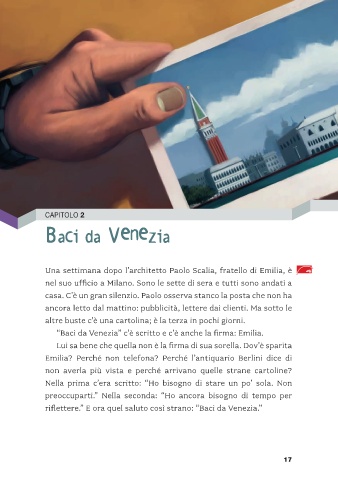 CAPITOLO 2
Baci da Venezia
Una settimana dopo l'architetto Paolo Scalia, fratello di Emilia, è
nel suo ufficio a Milano. Sono le sette di sera e tutti sono andati a
casa. C'è un gran silenzio. Paolo osserva stanco la posta che non ha
ancora letto dal mattino: pubblicità, lettere dai clienti. Ma sotto le
altre buste c'è una cartolina; è la terza in pochi giorni.
"Baci da Venezia" c'è scritto e c'è anche la firma: Emilia.
Lui sa bene che quella non è la firma di sua sorella. Dov'è sparita
Emilia? Perché non telefona? Perché l'antiquario Berlini dice di
non averla più vista e perché arrivano quelle strane cartoline?
Nella prima c'era scritto: "Ho bisogno di stare un po' sola. Non
preoccuparti." Nella seconda: "Ho ancora bisogno di tempo per
riflettere." E ora quel saluto così strano: "Baci da Venezia."
17